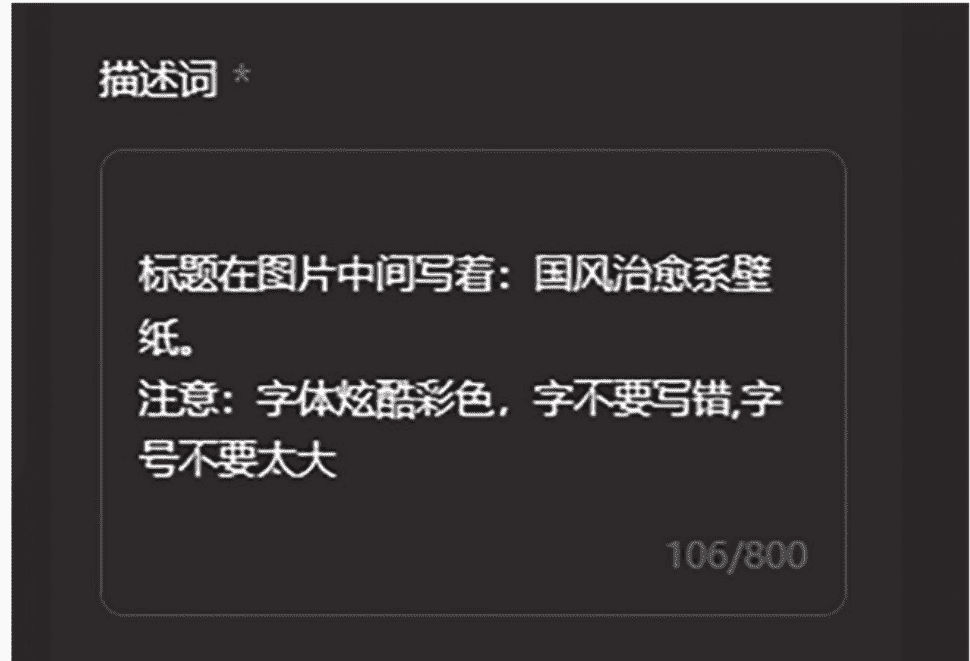 描述词 *
标题在图片中间写着：国风治愈系壁
纸。
注意：字体炫酷彩色，字不要写错,字
号不要太大
106/800